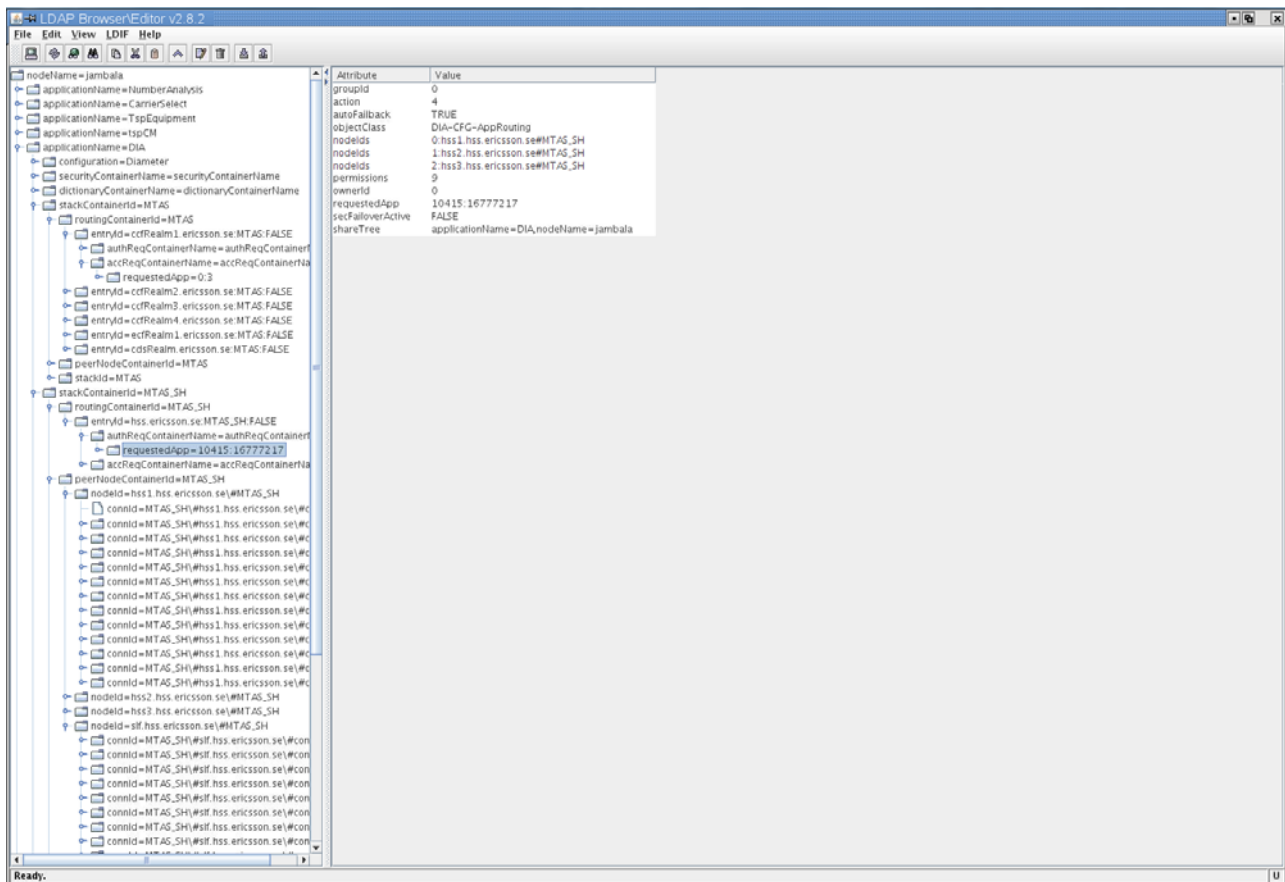 LDAP Browser\Editor v2.8.2
File Edit View LDIF Help
nodeName=jambala
applicationName=NumberAnalysis
applicationName=CarrierSelect
applicationName=TspEquipment
applicationName=tspCM
applicationName=DIA
configuration=Diameter
securityContainerName=securityContainerName
dictionaryContainerName=dictionaryContainerName
stackContainerId=MTAS
routingContainerId=MTAS
entryId=ccfRealm1.ericsson.se:MTAS:FALSE
authReqContainerName=authReqContainerN
accReqContainerName=accReqContainerNa
requestedApp=0:3
entryId=ccfRealm2.ericsson.se:MTAS:FALSE
entryId=ccfRealm3.ericsson.se:MTAS:FALSE
entryId=ccfRealm4.ericsson.se:MTAS:FALSE
entryId=ecfRealm1.ericsson.se:MTAS:FALSE
entryId=cdsRealm.ericsson.se:MTAS:FALSE
peerNodeContainerId=MTAS
stackId=MTAS
stackContainerId=MTAS_SH
routingContainerId=MTAS_SH
entryId=hss.ericsson.se:MTAS_SH:FALSE
authReqContainerName=authReqContainerN
requestedApp=10415:16777217
accReqContainerName=accReqContainerNa
peerNodeContainerId=MTAS_SH
nodeId=hss1.hss.ericsson.se\#MTAS_SH
connId=MTAS_SH\#hss1.hss.ericsson.se\#c
connId=MTAS_SH\#hss1.hss.ericsson.se\#c
connId=MTAS_SH\#hss1.hss.ericsson.se\#c
connId=MTAS_SH\#hss1.hss.ericsson.se\#c
connId=MTAS_SH\#hss1.hss.ericsson.se\#c
connId=MTAS_SH\#hss1.hss.ericsson.se\#c
connId=MTAS_SH\#hss1.hss.ericsson.se\#c
connId=MTAS_SH\#hss1.hss.ericsson.se\#c
connId=MTAS_SH\#hss1.hss.ericsson.se\#c
connId=MTAS_SH\#hss1.hss.ericsson.se\#c
connId=MTAS_SH\#hss1.hss.ericsson.se\#c
connId=MTAS_SH\#hss1.hss.ericsson.se\#c
connId=MTAS_SH\#hss1.hss.ericsson.se\#c
nodeId=hss2.hss.ericsson.se\#MTAS_SH
nodeId=hss3.hss.ericsson.se\#MTAS_SH
nodeId=slf.hss.ericsson.se\#MTAS_SH
connId=MTAS_SH\#slf.hss.ericsson.se\#con
connId=MTAS_SH\#slf.hss.ericsson.se\#con
connId=MTAS_SH\#slf.hss.ericsson.se\#con
connId=MTAS_SH\#slf.hss.ericsson.se\#con
connId=MTAS_SH\#slf.hss.ericsson.se\#con
connId=MTAS_SH\#slf.hss.ericsson.se\#con
connId=MTAS_SH\#slf.hss.ericsson.se\#con
connId=MTAS_SH\#slf.hss.ericsson.se\#con
Attribute Value
groupId 0
action 4
autoFailback TRUE
objectClass DIA-CFG-AppRouting
nodeIds 0:hss1.hss.ericsson.se#MTAS_SH
nodeIds 1:hss2.hss.ericsson.se#MTAS_SH
nodeIds 2:hss3.hss.ericsson.se#MTAS_SH
permissions 9
ownerId 0
requestedApp 10415:16777217
secFailoverActive FALSE
shareTree applicationName=DIA,nodeName=jambala
Ready. U